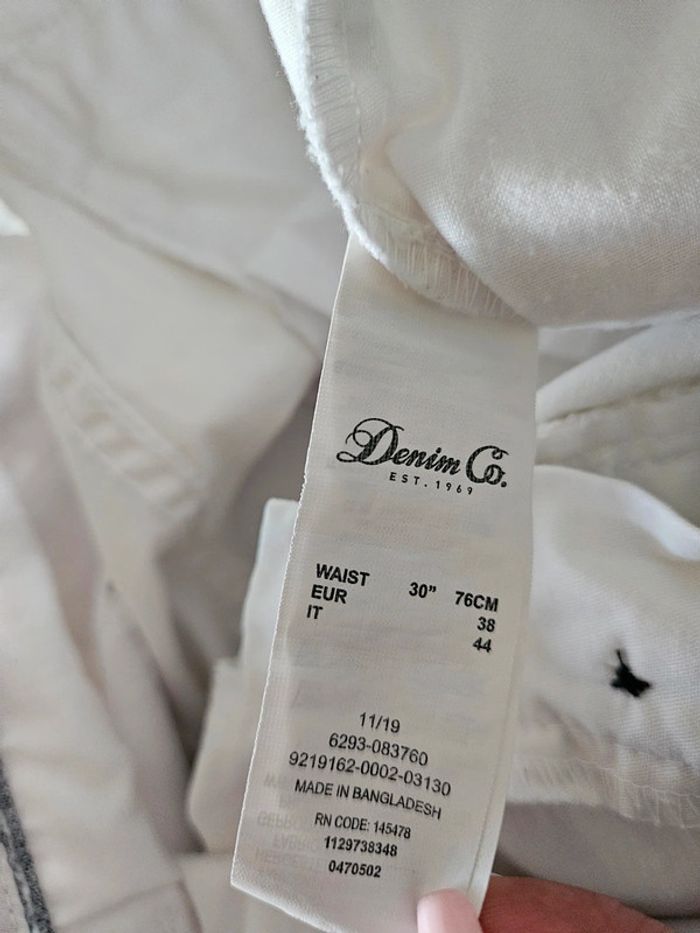 Denim Co.
EST. 1969
WAIST 30” 76CM
EUR 38
IT 44
11/19
6293-083760
9219162-0002-03130
MADE IN BANGLADESH
RN CODE: 145478
1129738348
0470502